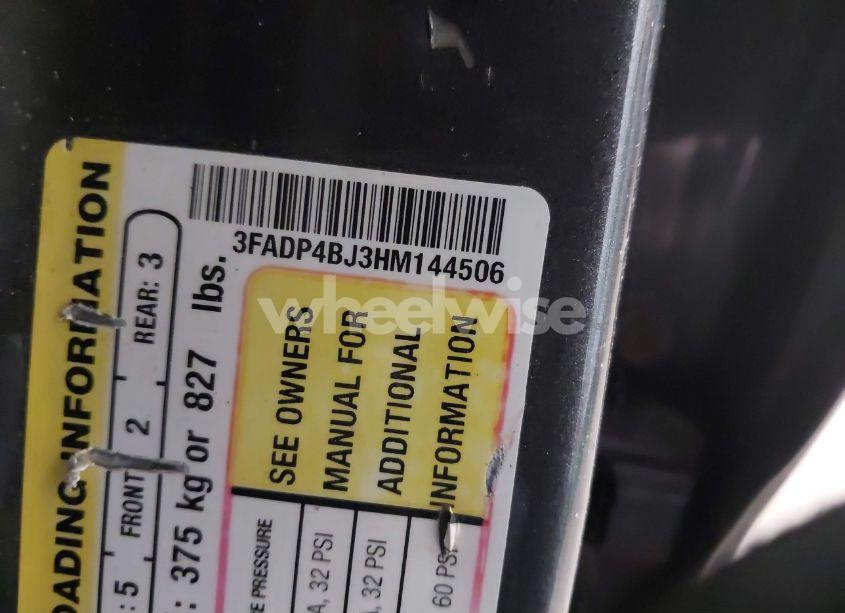 3FADP4BJ3HM144506
OADING INFORMATION
: 5 FRONT 2 REAR: 3
: 375 kg or 827 lbs.
SEE OWNERS
MANUAL FOR
ADDITIONAL
INFORMATION
E PRESSURE
A, 32 PSI
A, 32 PSI
60 PSI
wheelwise